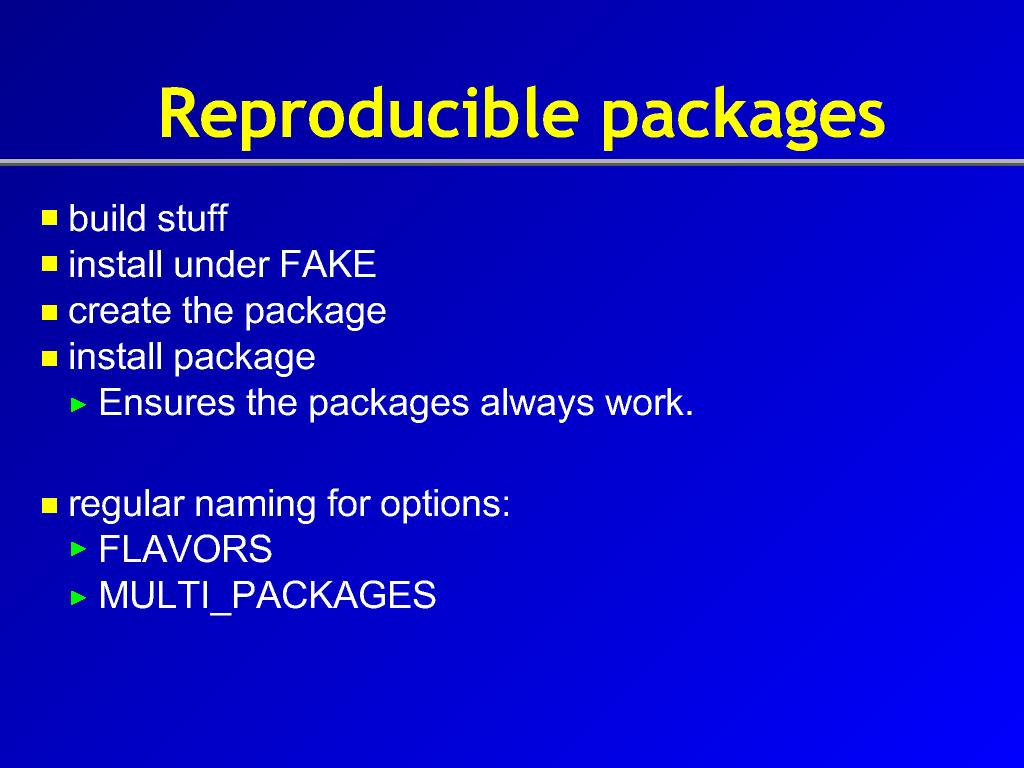 Reproducible packages
build stuff
install under FAKE
create the package
install package
Ensures the packages always work.
regular naming for options:
FLAVORS
MULTI_PACKAGES